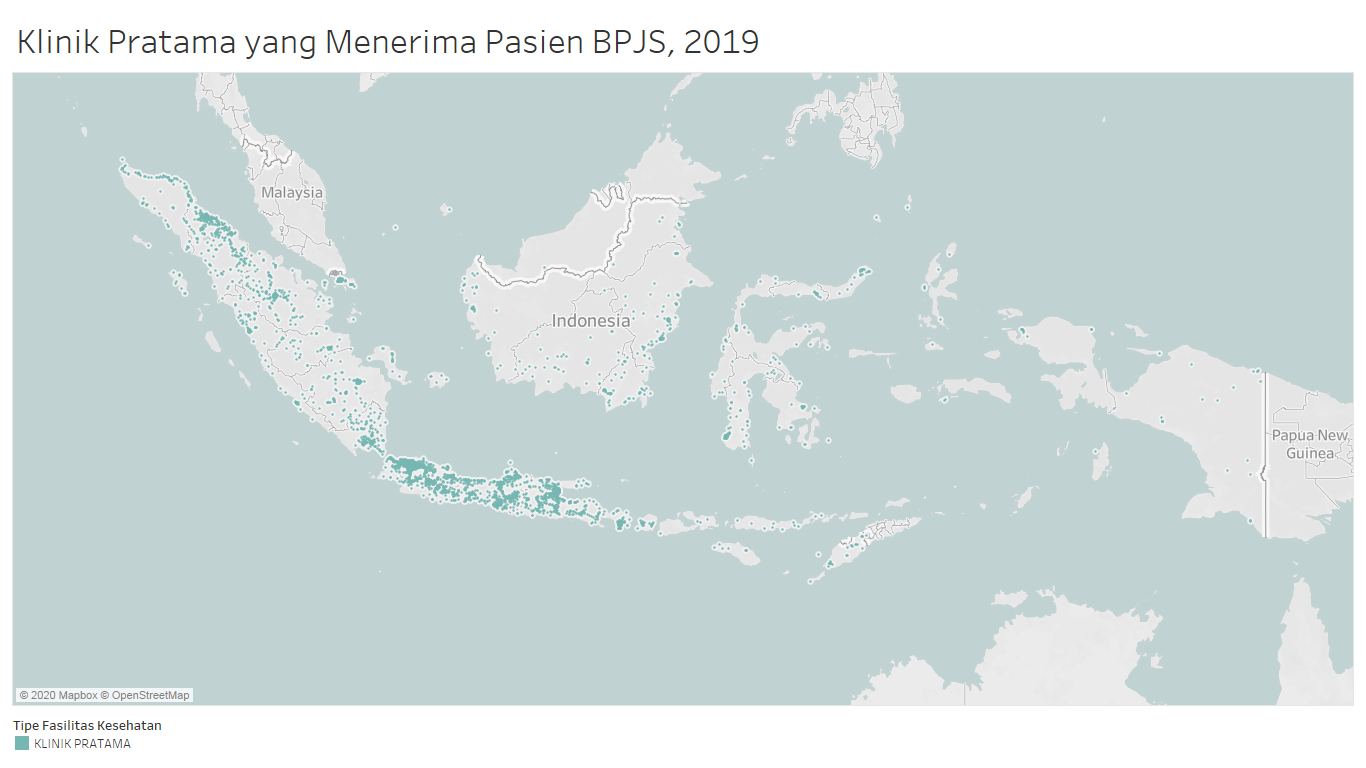 Klinik Pratama yang Menerima Pasien BPJS, 2019
Malaysia
Indonesia
Papua New
Guinea
© 2020 Mapbox © OpenStreetMap
Tipe Fasilitas Kesehatan
KLINIK PRATAMA